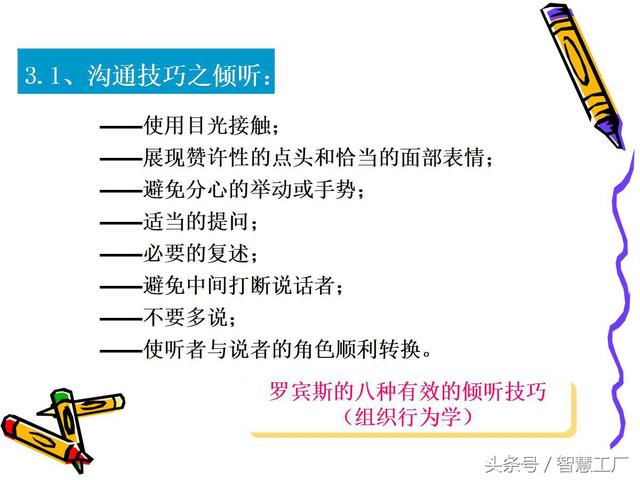 3.1、沟通技巧之倾听：
——使用目光接触；
——展现赞许性的点头和恰当的面部表情；
——避免分心的举动或手势；
——适当的提问；
——必要的复述；
——避免中间打断说话者；
——不要多说；
——使听者与说者的角色顺利转换。
罗宾斯的八种有效的倾听技巧
（组织行为学）
头条号 / 智慧工厂